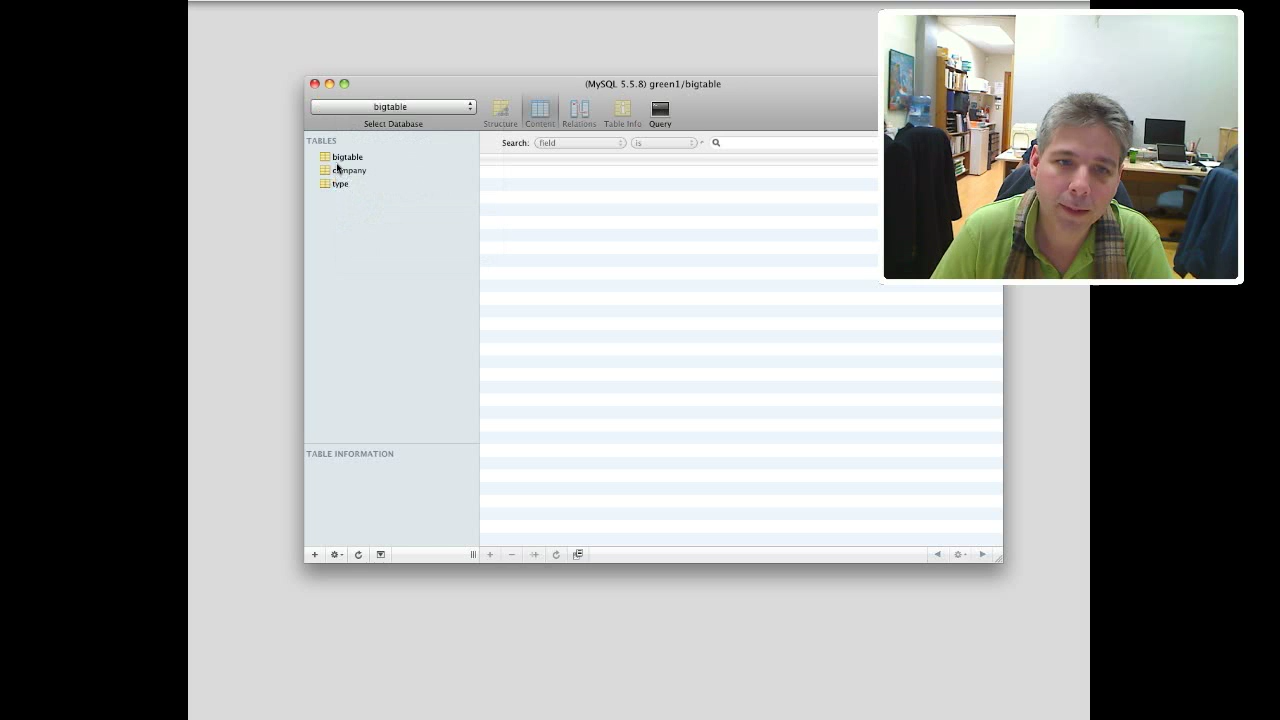 (MySQL 5.5.8) green1/bigtable
bigtable
Select Database
Structure
Content
Relations
Table Info
Query
TABLES
Search:
field
is
bigtable
company
type
TABLE INFORMATION